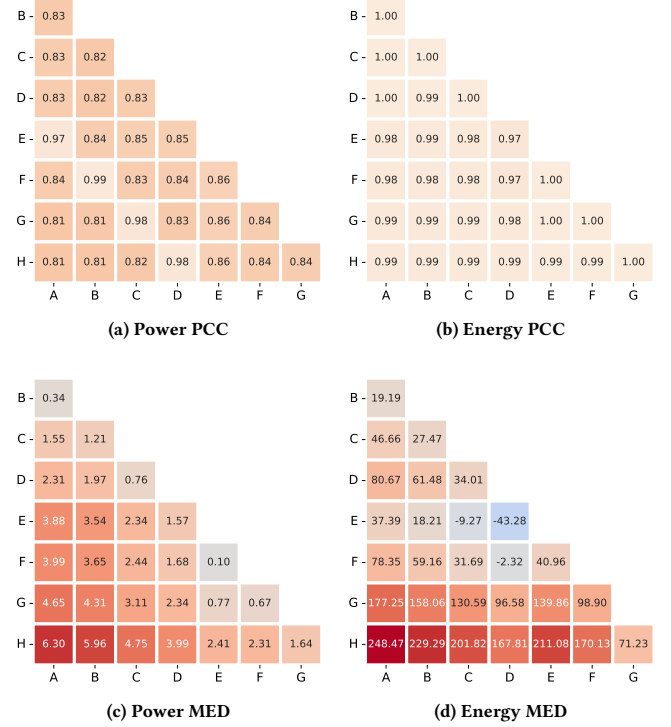 B - 0.83
C - 0.83 0.82
D - 0.83 0.82 0.83
E - 0.97 0.84 0.85 0.85
F - 0.84 0.99 0.83 0.84 0.86
G - 0.81 0.81 0.98 0.83 0.86 0.84
H - 0.81 0.81 0.82 0.98 0.86 0.84 0.84
A B C D E F G
(a) Power PCC
B - 1.00
C - 1.00 1.00
D - 1.00 0.99 1.00
E - 0.98 0.99 0.98 0.97
F - 0.98 0.98 0.98 0.97 1.00
G - 0.99 0.99 0.99 0.98 1.00 1.00
H - 0.99 0.99 0.99 0.99 0.99 0.99 1.00
A B C D E F G
(b) Energy PCC
B - 0.34
C - 1.55 1.21
D - 2.31 1.97 0.76
E - 3.88 3.54 2.34 1.57
F - 3.99 3.65 2.44 1.68 0.10
G - 4.65 4.31 3.11 2.34 0.77 0.67
H - 6.30 5.96 4.75 3.99 2.41 2.31 1.64
A B C D E F G
(c) Power MED
B - 19.19
C - 46.66 27.47
D - 80.67 61.48 34.01
E - 37.39 18.21 -9.27 -43.28
F - 78.35 59.16 31.69 -2.32 40.96
G - 177.25 158.06 130.59 96.58 139.86 98.90
H - 248.47 229.29 201.82 167.81 211.08 170.13 71.23
A B C D E F G
(d) Energy MED